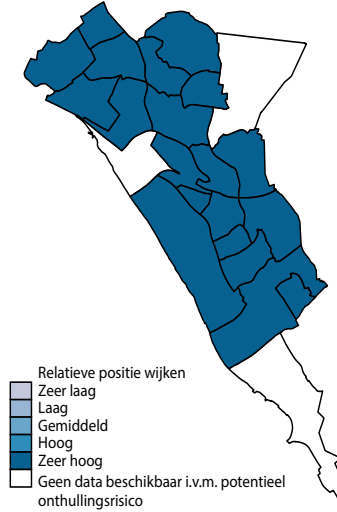 Relatieve positie wijken
Zeer laag
Laag
Gemiddeld
Hoog
Zeer hoog
Geen data beschikbaar i.v.m. potentieel
onthullingsrisico